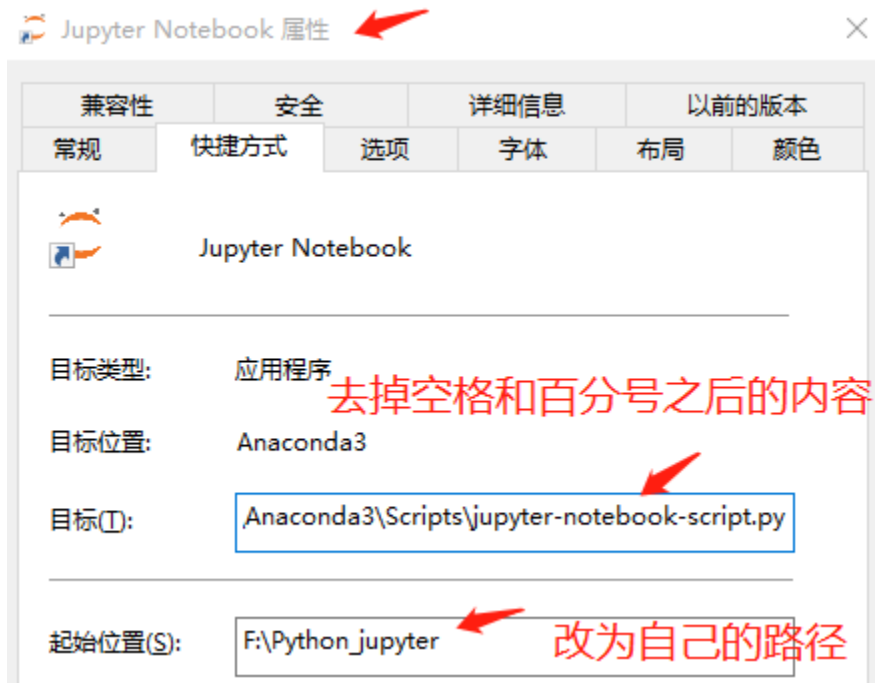 Jupyter Notebook 属性
兼容性 安全 详细信息 以前的版本
常规 快捷方式 选项 字体 布局 颜色
Jupyter Notebook
目标类型: 应用程序
去掉空格和百分号之后的内容
目标位置: Anaconda3
目标(T): Anaconda3\Scripts\jupyter-notebook-script.py
起始位置(S): F:\Python_jupyter 改为自己的路径